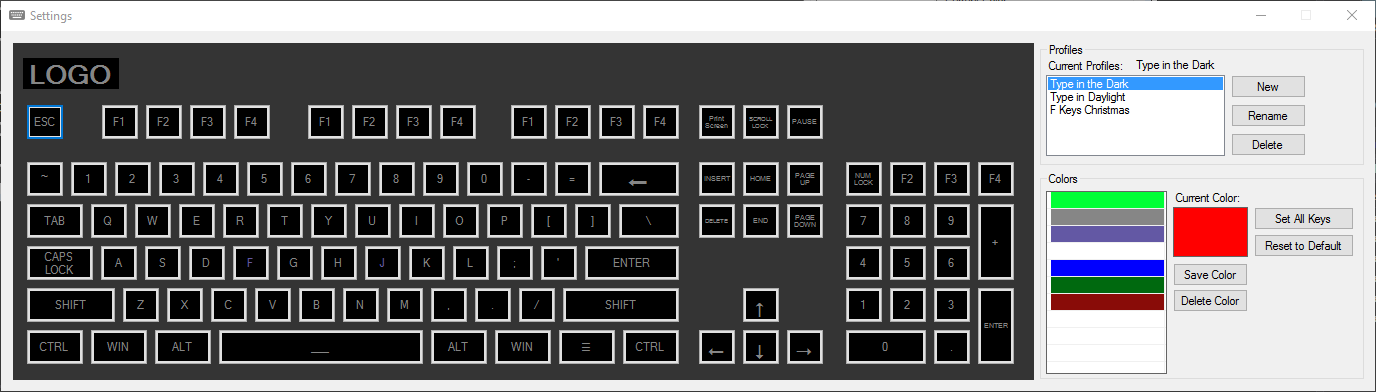 Settings
LOGO
ESC F1 F2 F3 F4 F1 F2 F3 F4 F1 F2 F3 F4 Print Screen SCROLL LOCK PAUSE
~ 1 2 3 4 5 6 7 8 9 0 - = ← INSERT HOME PAGE UP NUM LOCK F2 F3 F4
TAB Q W E R T Y U I O P [ ] \ DELETE END PAGE DOWN 7 8 9 +
CAPS LOCK A S D F G H J K L ; ' ENTER 4 5 6
SHIFT Z X C V B N M , . / SHIFT ↑ 1 2 3 ENTER
CTRL WIN ALT __ ALT WIN ☰ CTRL ← ↓ → 0 .
Profiles
Current Profiles: Type in the Dark
Type in the Dark
Type in Daylight
F Keys Christmas
New
Rename
Delete
Colors
Current Color:
Set All Keys
Reset to Default
Save Color
Delete Color